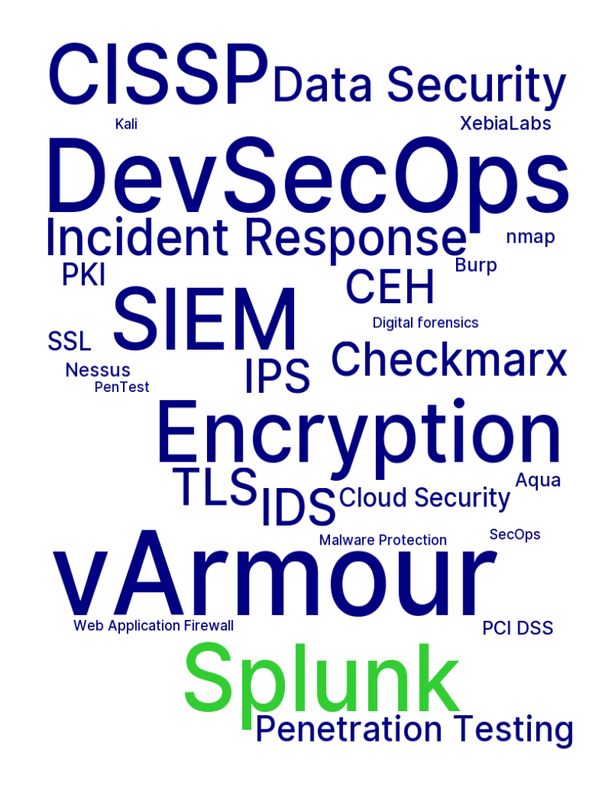 CISSP
Data Security
Kali
XebiaLabs
DevSecOps
Incident Response
nmap
PKI
Burp
CEH
SIEM
Digital forensics
SSL
Checkmarx
Nessus
IPS
PenTest
Encryption
TLS
Aqua
IDS
Cloud Security
SecOps
Malware Protection
vArmour
Web Application Firewall
PCI DSS
Splunk
Penetration Testing